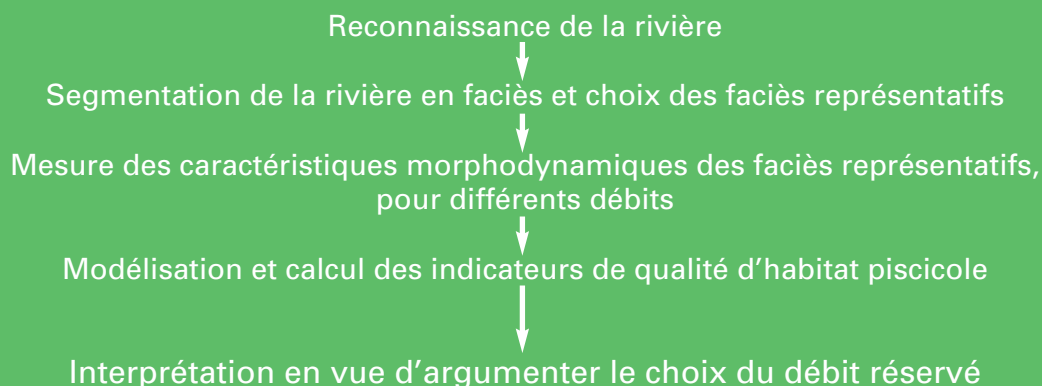 Reconnaissance de la rivière
Segmentation de la rivière en faciès et choix des faciès représentatifs
Mesure des caractéristiques morphodynamiques des faciès représentatifs,
pour différents débits
Modélisation et calcul des indicateurs de qualité d’habitat piscicole
Interprétation en vue d’argumenter le choix du débit réservé